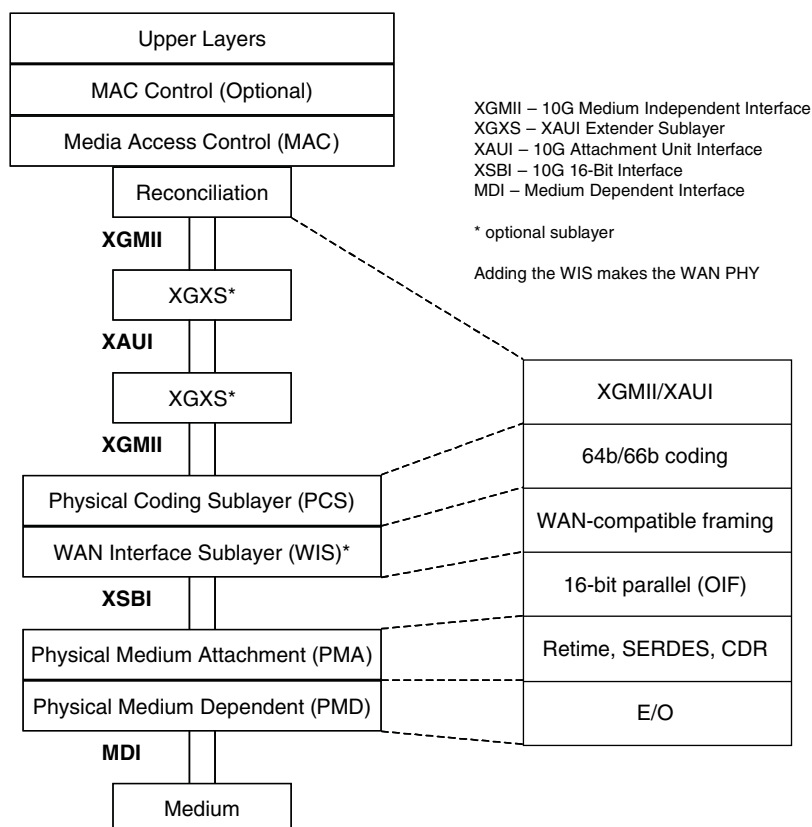 Upper Layers
MAC Control (Optional)
Media Access Control (MAC)
Reconciliation
XGMII
XGXS*
XAUI
XGXS*
XGMII
Physical Coding Sublayer (PCS)
WAN Interface Sublayer (WIS)*
XSBI
Physical Medium Attachment (PMA)
Physical Medium Dependent (PMD)
MDI
Medium
XGMII – 10G Medium Independent Interface
XGXS – XAUI Extender Sublayer
XAUI – 10G Attachment Unit Interface
XSBI – 10G 16-Bit Interface
MDI – Medium Dependent Interface
* optional sublayer
Adding the WIS makes the WAN PHY
XGMII/XAUI
64b/66b coding
WAN-compatible framing
16-bit parallel (OIF)
Retime, SERDES, CDR
E/O